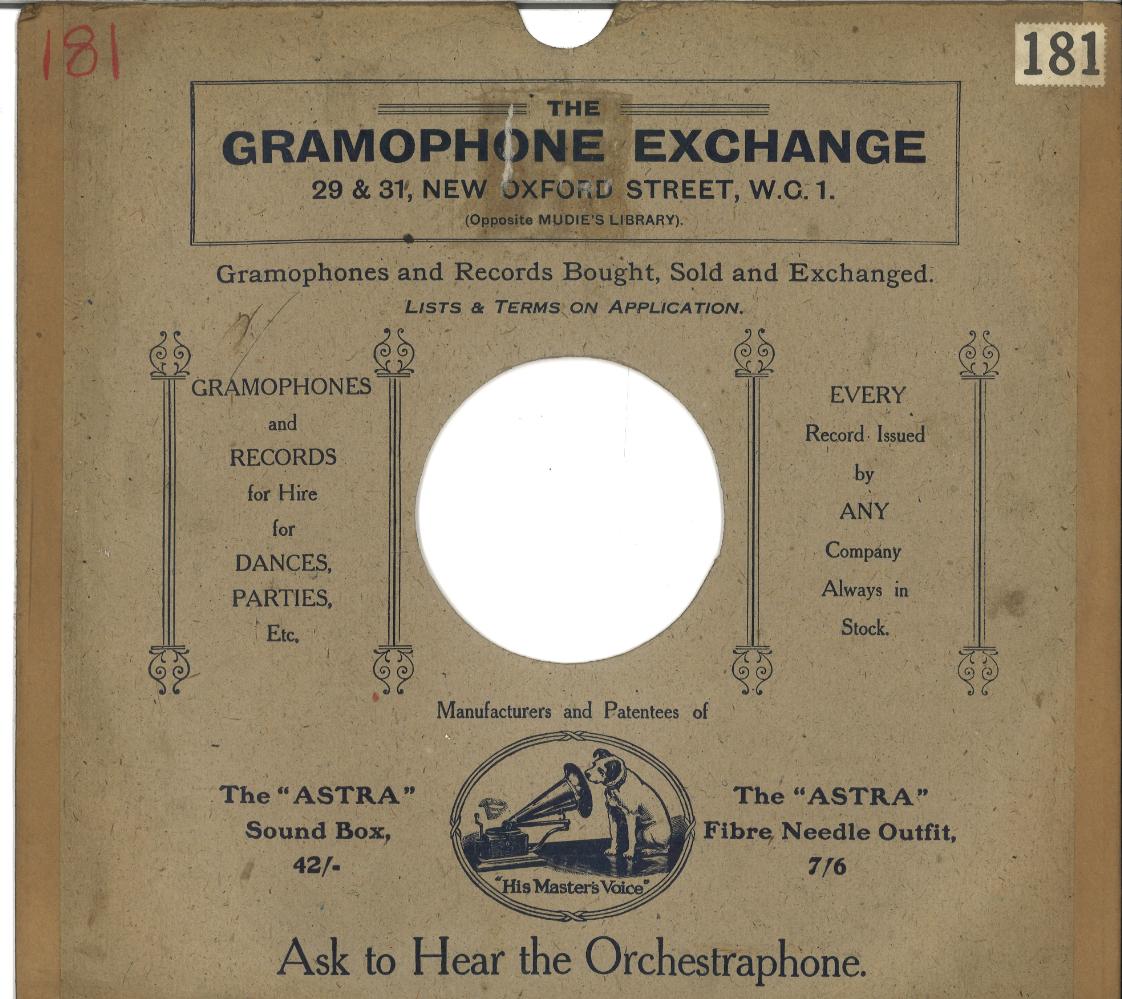 181
181
THE
GRAMOPHONE EXCHANGE
29 & 31, NEW OXFORD STREET, W.C. 1.
(Opposite MUDIE'S LIBRARY).
Gramophones and Records Bought, Sold and Exchanged.
LISTS & TERMS ON APPLICATION.
GRAMOPHONES
and
RECORDS
for Hire
for
DANCES,
PARTIES,
Etc.
EVERY
Record Issued
by
ANY
Company
Always in
Stock.
Manufacturers and Patentees of
The "ASTRA"
Sound Box,
42/-
"His Master's Voice"
The "ASTRA"
Fibre Needle Outfit,
7/6
Ask to Hear the Orchestraphone.